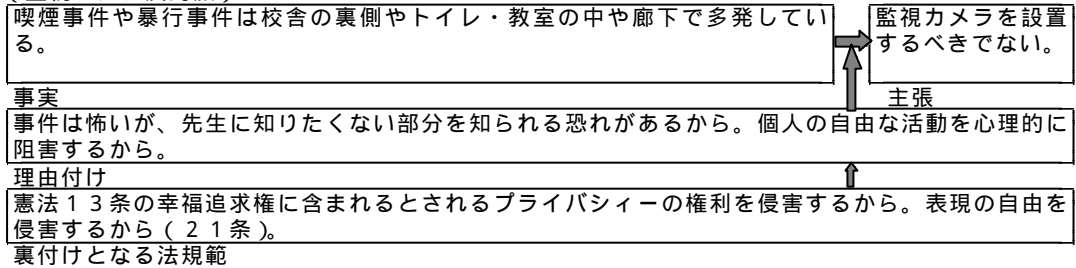 喫煙事件や暴行事件は校舎の裏側やトイレ・教室の中や廊下で多発してい
る。
監視カメラを設置
するべきでない。
事実
主張
事件は怖いが、先生に知りたくない部分を知られる恐れがあるから。個人の自由な活動を心理的に
阻害するから。
理由付け
憲法13条の幸福追求権に含まれるとされるプライバシィーの権利を侵害するから。表現の自由を
侵害するから(21条)。
裏付けとなる法規範